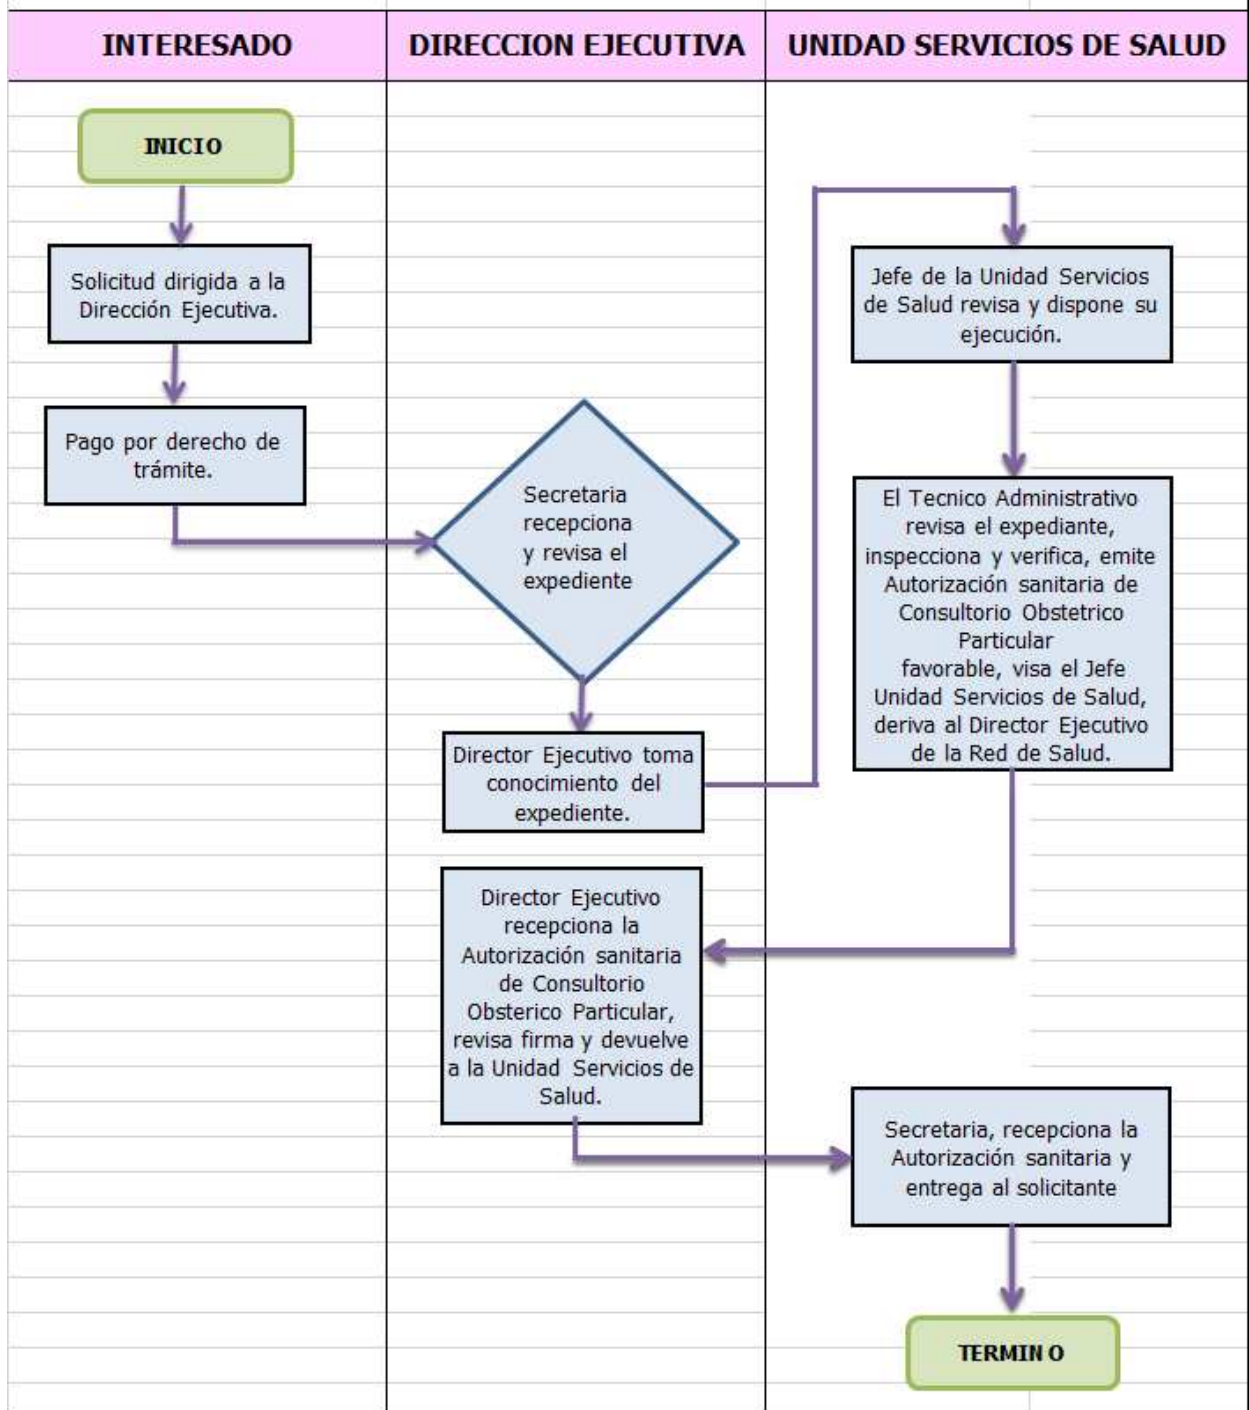 INTERESADO
DIRECCION EJECUTIVA
UNIDAD SERVICIOS DE SALUD
INICIO
Solicitud dirigida a la
Dirección Ejecutiva.
Pago por derecho de
trámite.
Secretaria
recepciona
y revisa el
expediente
Director Ejecutivo toma
conocimiento del
expediente.
Jefe de la Unidad Servicios
de Salud revisa y dispone su
ejecución.
El Tecnico Administrativo
revisa el expediante,
inspecciona y verifica, emite
Autorización sanitaria de
Consultorio Obstetrico
Particular
favorable, visa el Jefe
Unidad Servicios de Salud,
deriva al Director Ejecutivo
de la Red de Salud.
Director Ejecutivo
recepciona la
Autorización sanitaria
de Consultorio
Obsterico Particular,
revisa firma y devuelve
a la Unidad Servicios de
Salud.
Secretaria, recepciona la
Autorización sanitaria y
entrega al solicitante
TERMINO